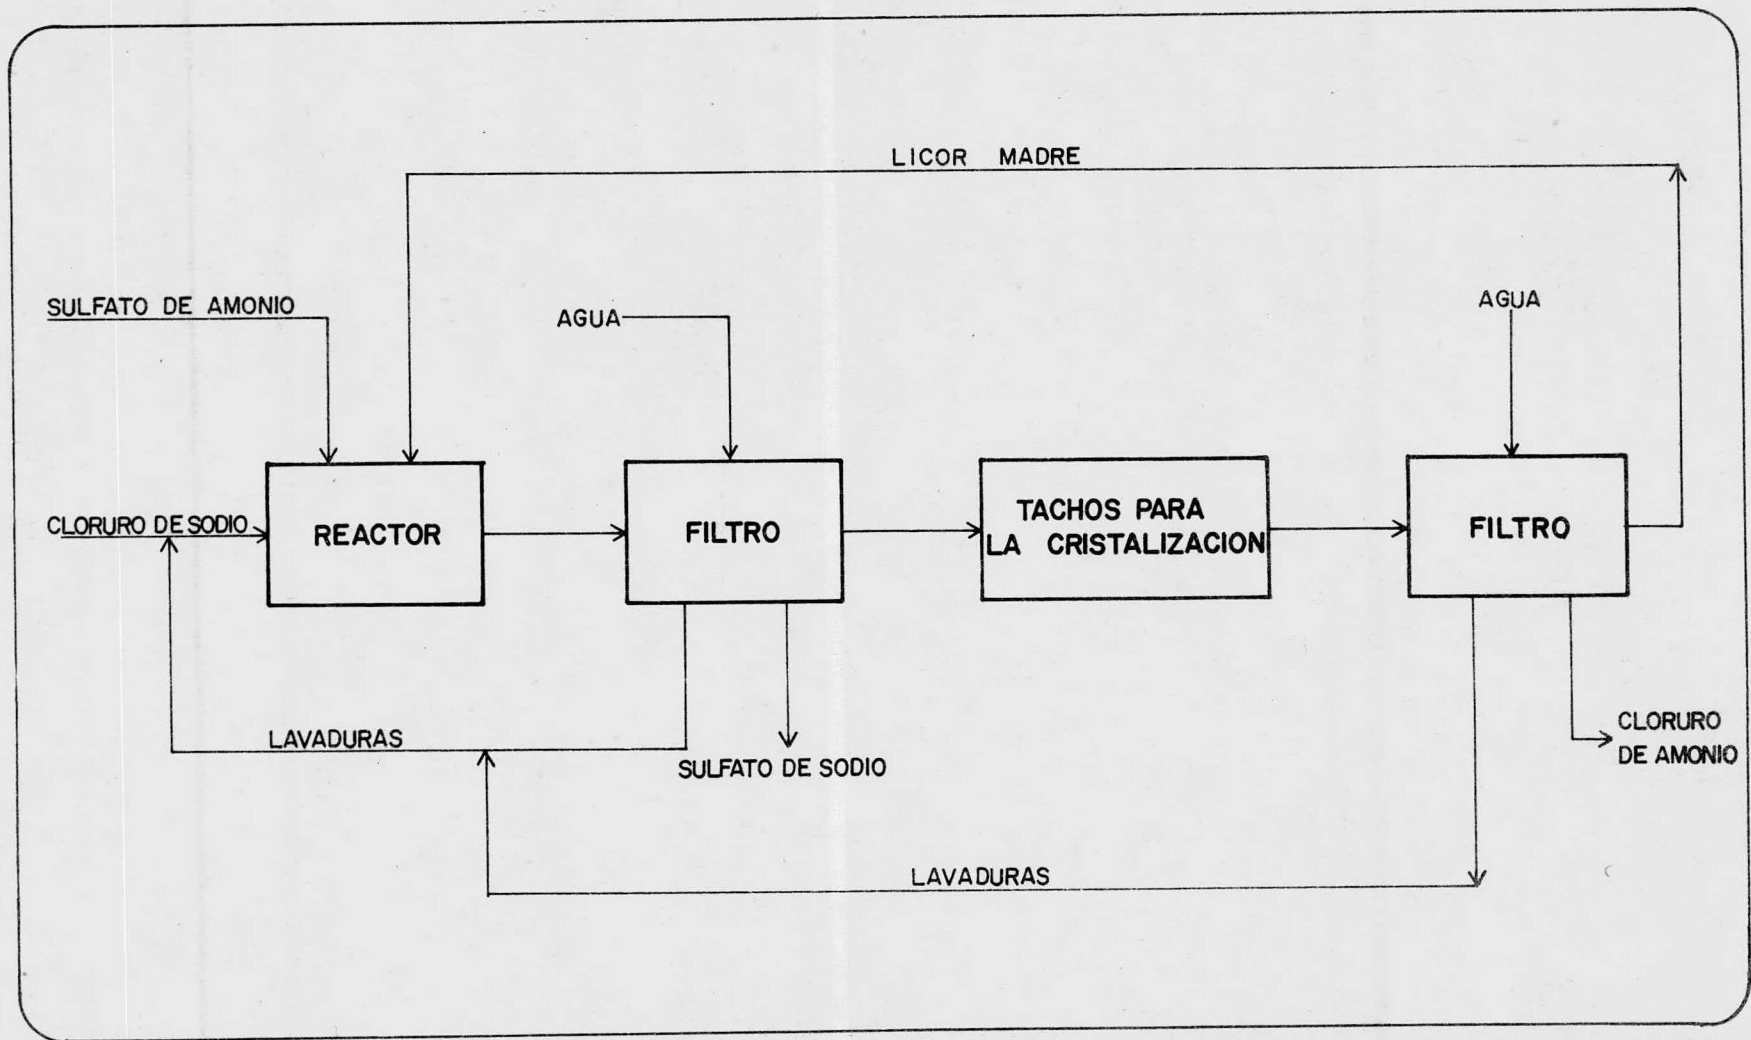 LICOR MADRE
SULFATO DE AMONIO
AGUA
AGUA
CLORURO DE SODIO
REACTOR
FILTRO
TACHOS PARA
LA CRISTALIZACION
FILTRO
LAVADURAS
SULFATO DE SODIO
CLORURO
DE AMONIO
LAVADURAS